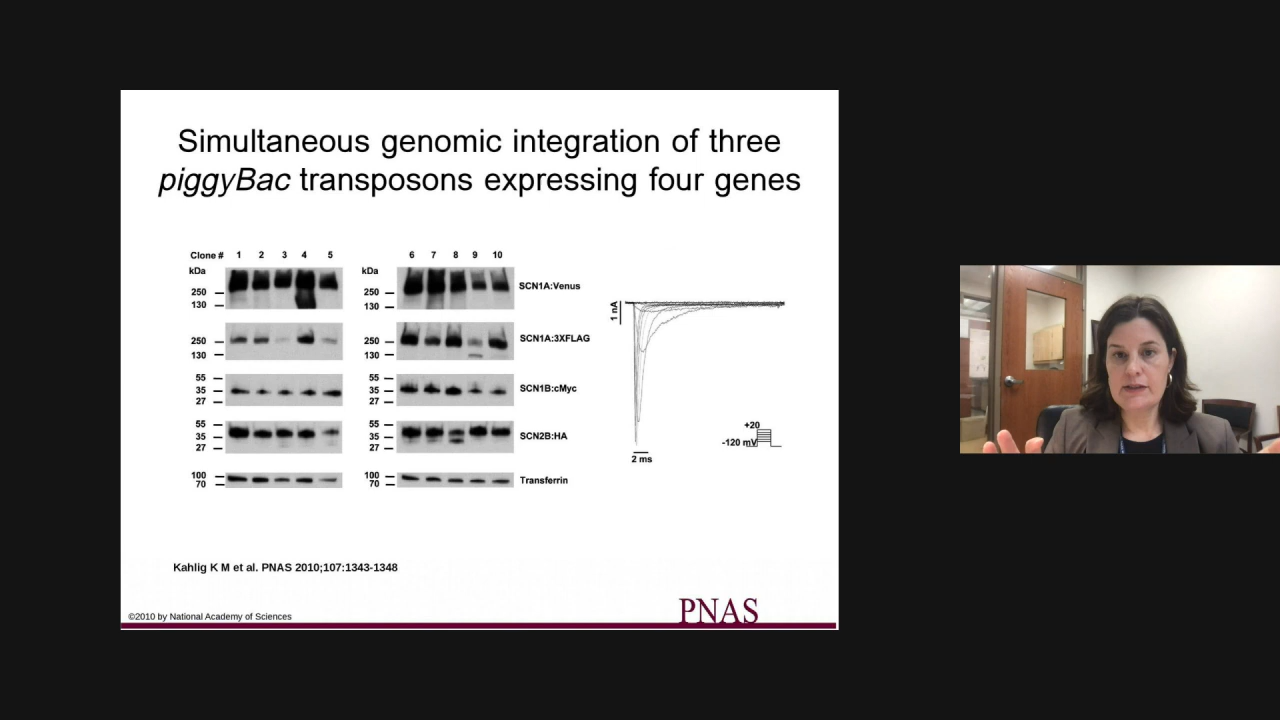 Simultaneous genomic integration of three
piggyBac transposons expressing four genes
Clone # 1 2 3 4 5 6 7 8 9 10
kDa kDa
250 250 SCN1A:Venus
130 130
250 250 SCN1A:3XFLAG
130 130
55 55
35 35 SCN1B:cMyc
27 27
55 55
35 35 SCN2B:HA
27 27
100 100 Transferrin
70 70
1 nA
+20
-120 mV
2 ms
Kahlig K M et al. PNAS 2010;107:1343-1348
©2010 by National Academy of Sciences
PNAS